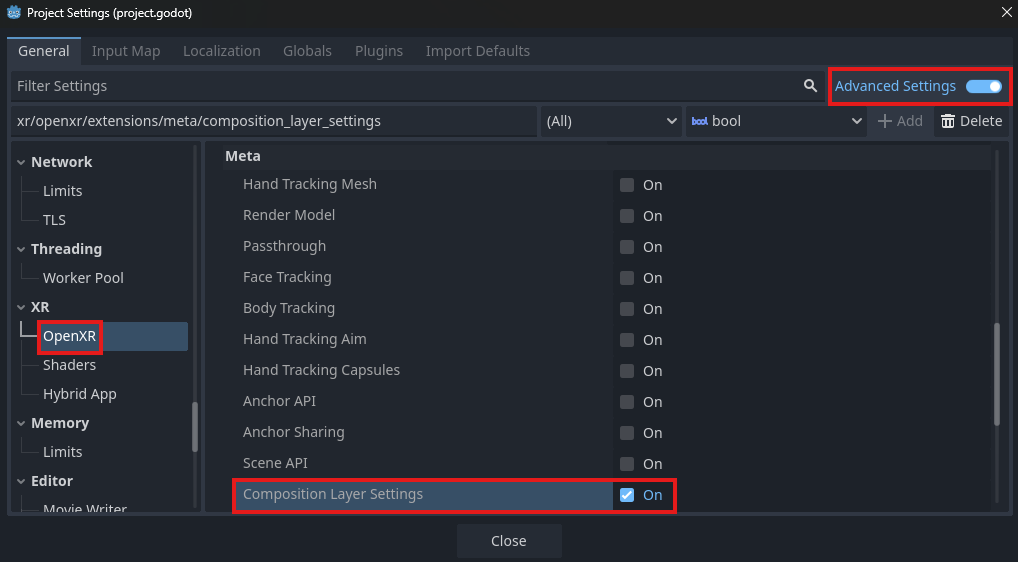 Project Settings (project.godot)
General Input Map Localization Globals Plugins Import Defaults
Filter Settings Advanced Settings
xr/openxr/extensions/meta/composition_layer_settings (All) bool Add Delete
Network
Limits
TLS
Threading
Worker Pool
XR
OpenXR
Shaders
Hybrid App
Memory
Limits
Editor
Movie Writer
Meta
Hand Tracking Mesh On
Render Model On
Passthrough On
Face Tracking On
Body Tracking On
Hand Tracking Aim On
Hand Tracking Capsules On
Anchor API On
Anchor Sharing On
Scene API On
Composition Layer Settings On
Close